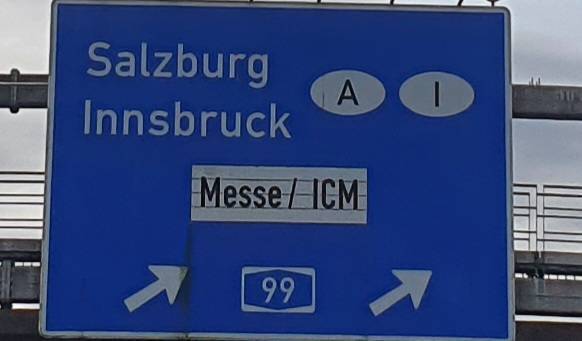 Salzburg
Innsbruck
A I
Messe / ICM
99